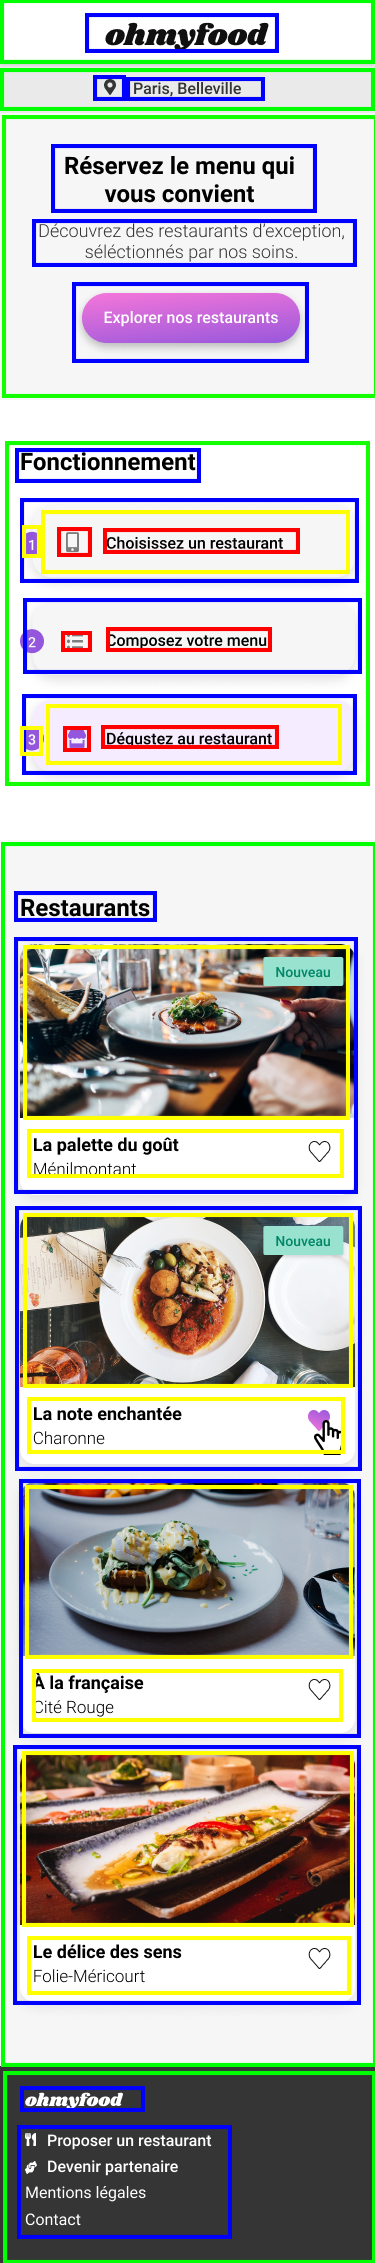 ohmyfood
Paris, Belleville
Réservez le menu qui
vous convient
Découvrez des restaurants d'exception,
séléctionnés par nos soins.
Explorer nos restaurants
Fonctionnement
1 Choisissez un restaurant
2 Composez votre menu
3 Dégustez au restaurant
Restaurants
Nouveau
La palette du goût
Ménilmontant
Nouveau
La note enchantée
Charonne
À la française
Cité Rouge
Le délice des sens
Folie-Méricourt
ohmyfood
Proposer un restaurant
Devenir partenaire
Mentions légales
Contact